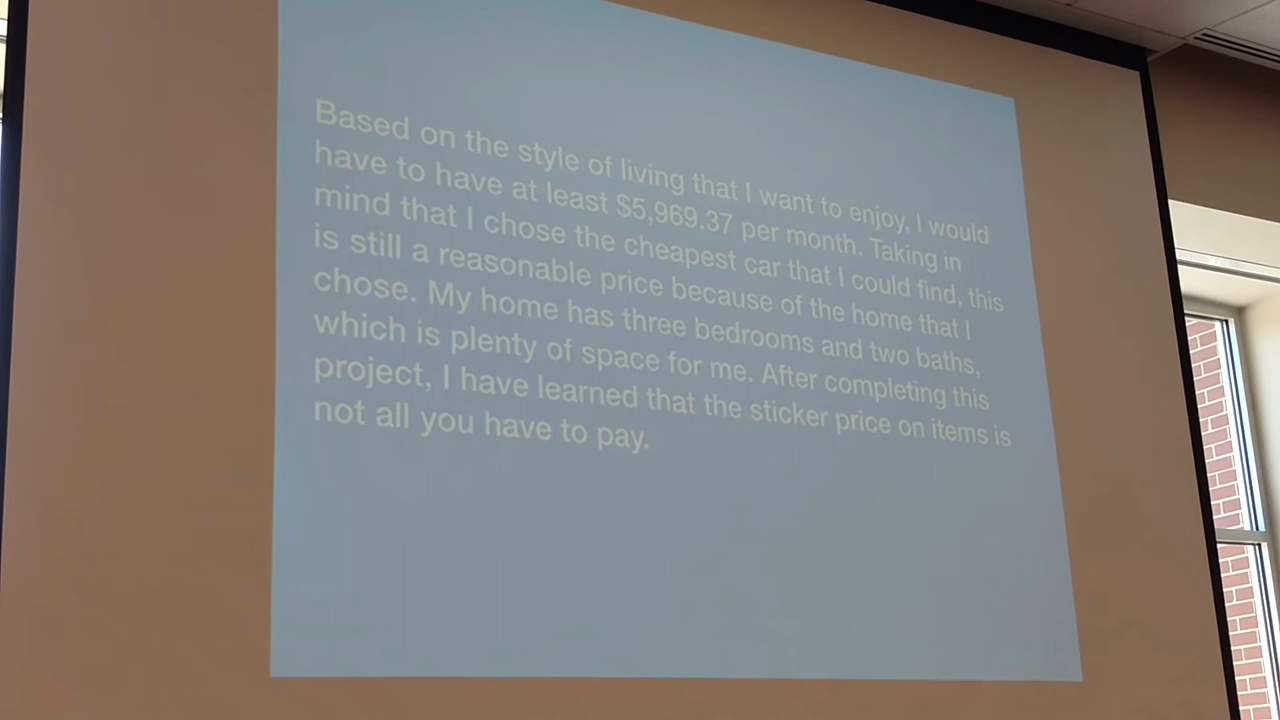 Based on the style of living that I want to enjoy, I would
have to have at least $5,969.37 per month. Taking in
mind that I chose the cheapest car that I could find, this
is still a reasonable price because of the home that I
chose. My home has three bedrooms and two baths,
which is plenty of space for me. After completing this
project, I have learned that the sticker price on items is
not all you have to pay.